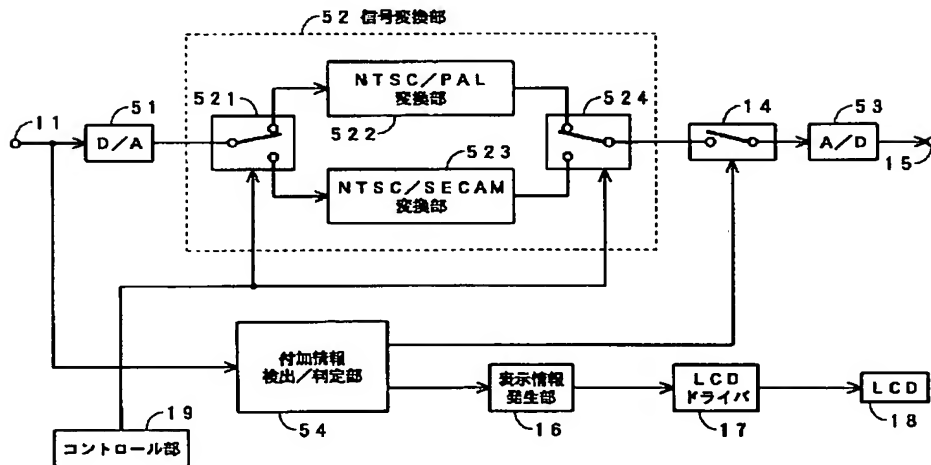 52 信号変換部
51
521
NTSC/PAL
変換部
522
524
14
11
D/A
A/D
53
15
523
NTSC/SECAM
変換部
付加情報
検出/判定部
54
表示情報
発生部
16
LCD
ドライバ
17
LCD
18
19
コントロール部